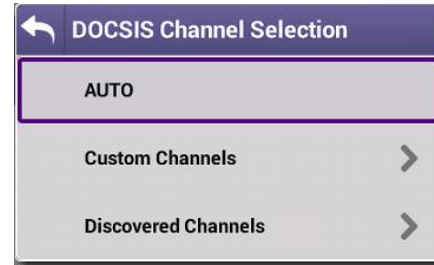 DOCSIS Channel Selection
AUTO
Custom Channels
Discovered Channels